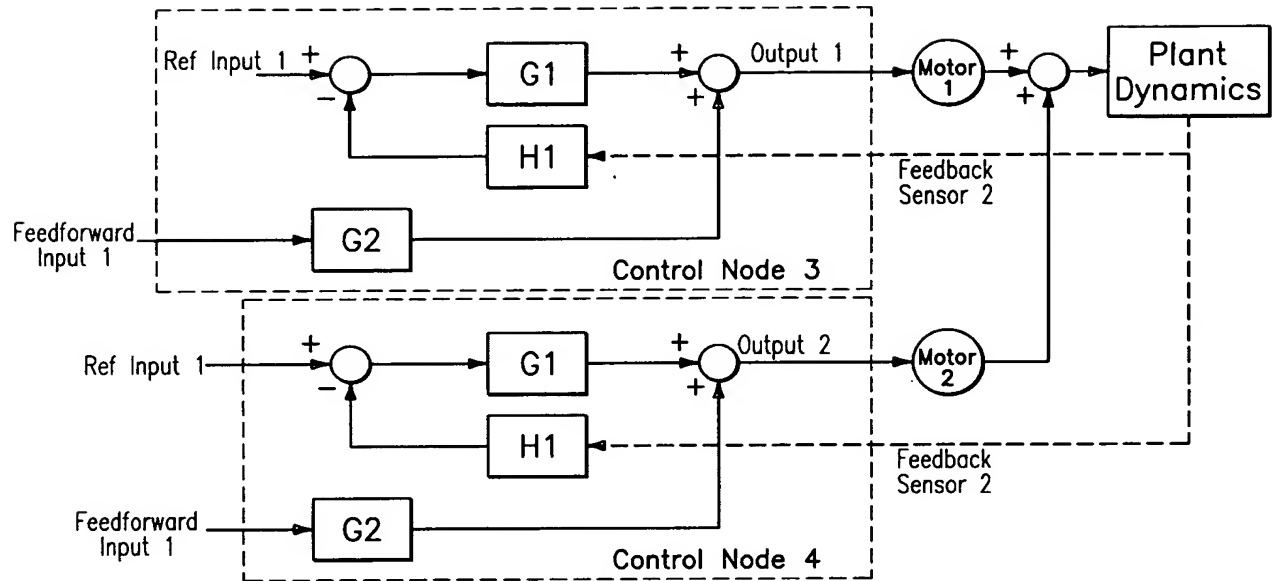 Ref Input 1
+
−
G1
+
+
Output 1
Motor
1
+
+
Plant
Dynamics
H1
Feedback
Sensor 2
Feedforward
Input 1
G2
Control Node 3
Ref Input 1
+
−
G1
+
+
Output 2
Motor
2
H1
Feedback
Sensor 2
Feedforward
Input 1
G2
Control Node 4